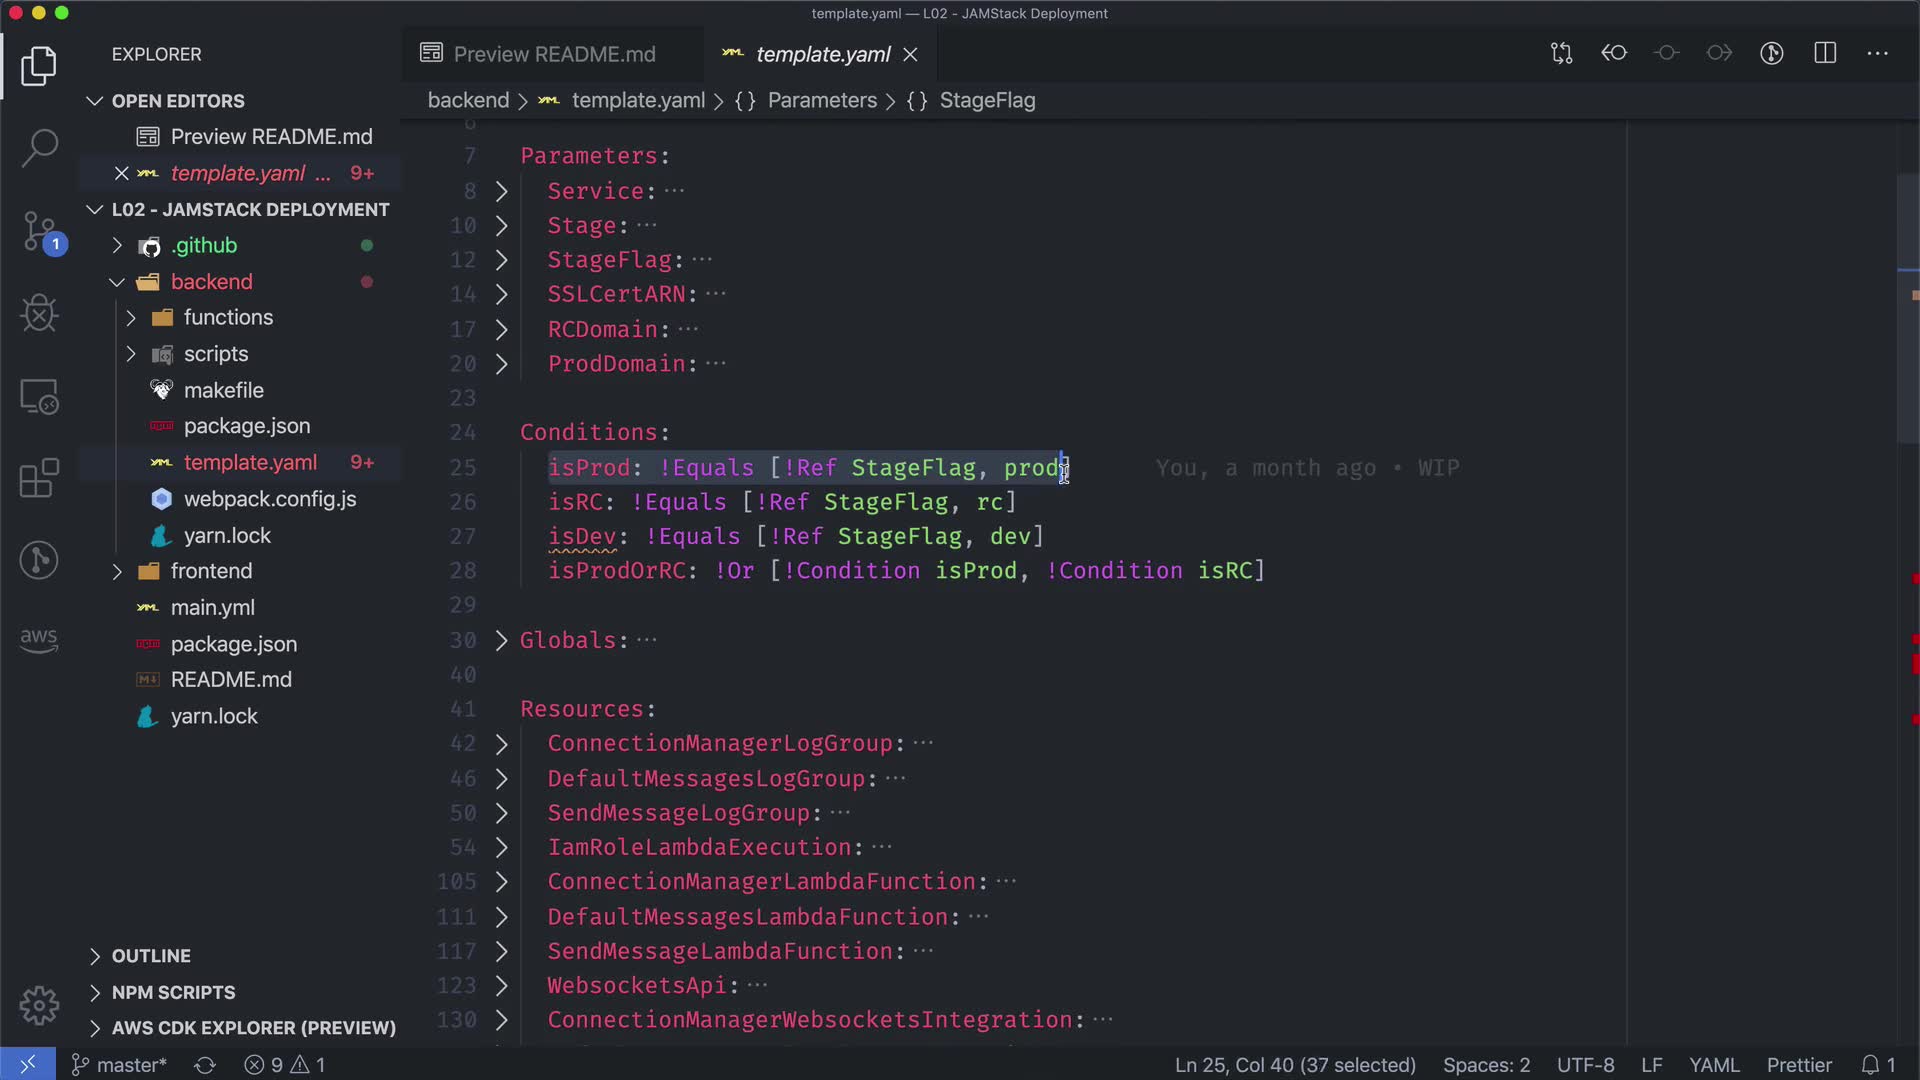 template.yaml — L02 - JAMStack Deployment
EXPLORER
Preview README.md
template.yaml
backend > template.yaml > {} Parameters > {} StageFlag
OPEN EDITORS
Preview README.md
template.yaml ... 9+
L02 - JAMSTACK DEPLOYMENT
.github
backend
functions
scripts
makefile
package.json
template.yaml 9+
webpack.config.js
yarn.lock
frontend
main.yml
package.json
README.md
yarn.lock
OUTLINE
NPM SCRIPTS
AWS CDK EXPLORER (PREVIEW)
1
aws
6
7 Parameters:
8 Service: ...
10 Stage: ...
12 StageFlag: ...
14 SSLCertARN: ...
17 RCDomain: ...
20 ProdDomain: ...
23
24 Conditions:
25 isProd: !Equals [!Ref StageFlag, prod] You, a month ago • WIP
26 isRC: !Equals [!Ref StageFlag, rc]
27 isDev: !Equals [!Ref StageFlag, dev]
28 isProdOrRC: !Or [!Condition isProd, !Condition isRC]
29
30 Globals: ...
40
41 Resources:
42 ConnectionManagerLogGroup: ...
46 DefaultMessagesLogGroup: ...
50 SendMessageLogGroup: ...
54 IamRoleLambdaExecution: ...
105 ConnectionManagerLambdaFunction: ...
111 DefaultMessagesLambdaFunction: ...
117 SendMessageLambdaFunction: ...
123 WebsocketsApi: ...
130 ConnectionManagerWebsocketsIntegration: ...
master* 9 1
Ln 25, Col 40 (37 selected) Spaces: 2 UTF-8 LF YAML Prettier 1